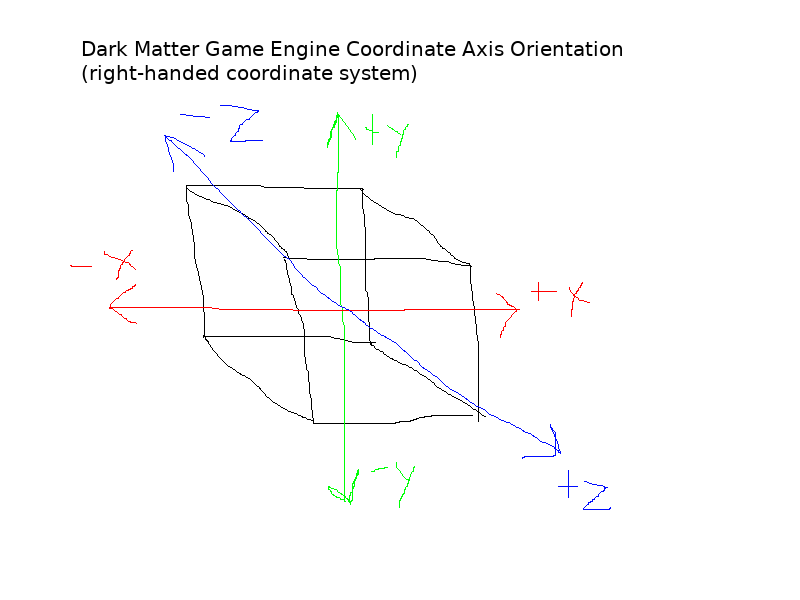 Dark Matter Game Engine Coordinate Axis Orientation
(right-handed coordinate system)
-Z
+Y
-X
+X
-Y
+Z